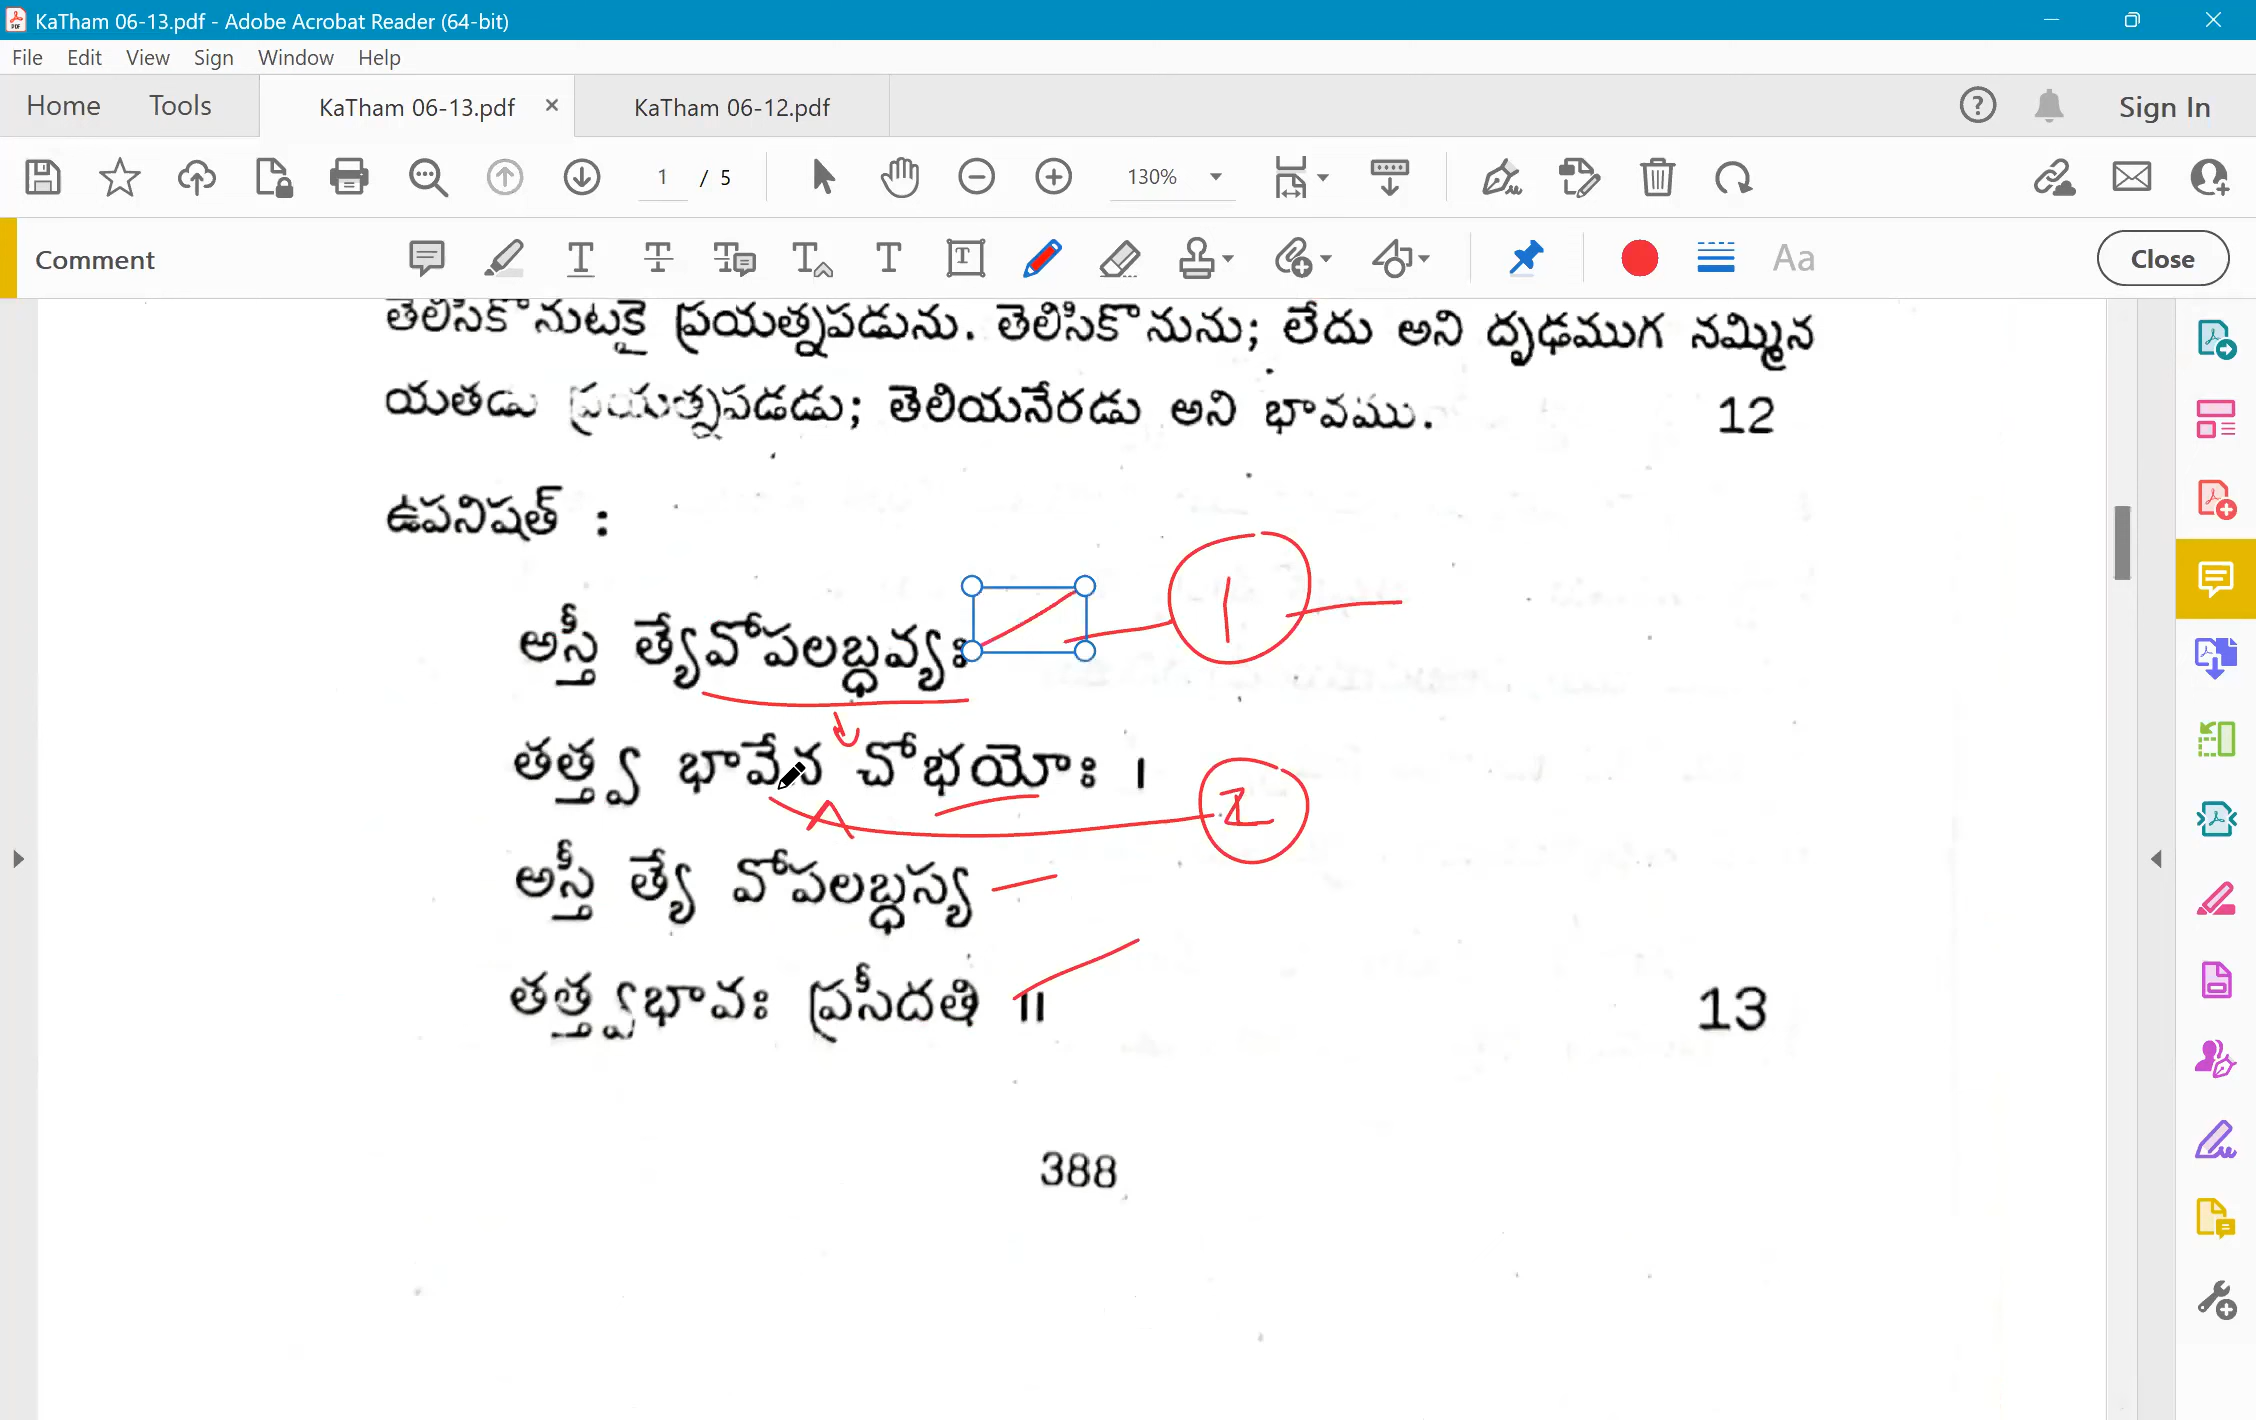 KaTham 06-13.pdf - Adobe Acrobat Reader (64-bit)
File Edit View Sign Window Help
Home Tools KaTham 06-13.pdf × KaTham 06-12.pdf Sign In
1 / 5 130%
Comment Aa Close
తెలిసికొనుటకై ప్రయత్నపడును. తెలిసికొనును; లేదు అని దృఢముగ నమ్మిన
యతడు ప్రయత్నపడడు; తెలియనేరడు అని భావము. 12
ఉపనిషత్ :
అస్తీ త్యేవోపలబ్ధవ్యః 1
తత్త్వ భావేన చోభయోః ।
2
అస్తీ త్యే వోపలబ్ధస్య
తత్త్వభావః ప్రసీదతి ॥ 13
388